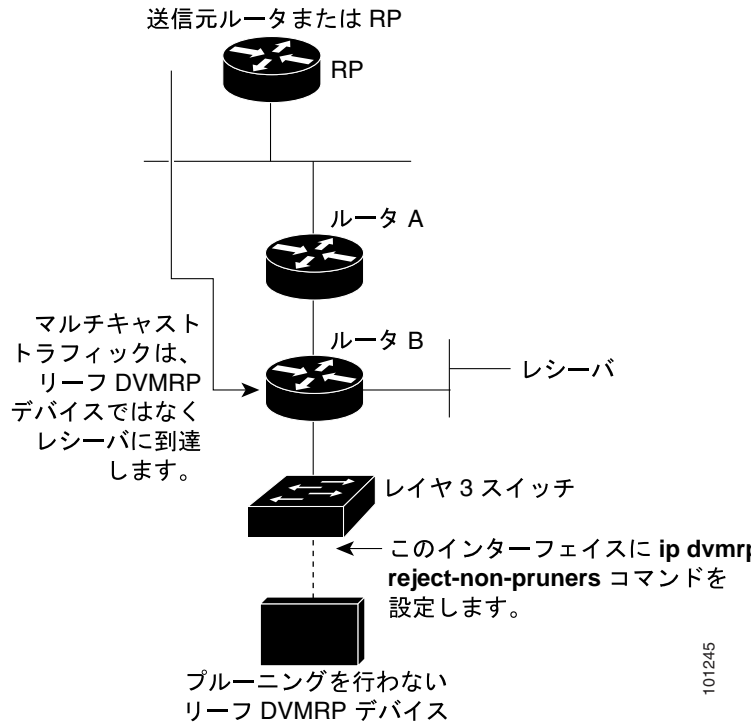 送信元ルータまたは RP
RP
ルータ A
ルータ B
マルチキャスト
トラフィックは、
リーフ DVMRP
デバイスではなく
レシーバに到達
します。
レシーバ
レイヤ 3 スイッチ
このインターフェイスに ip dvmrp
reject-non-pruners コマンドを
設定します。
プルーニングを行わない
リーフ DVMRP デバイス
101245